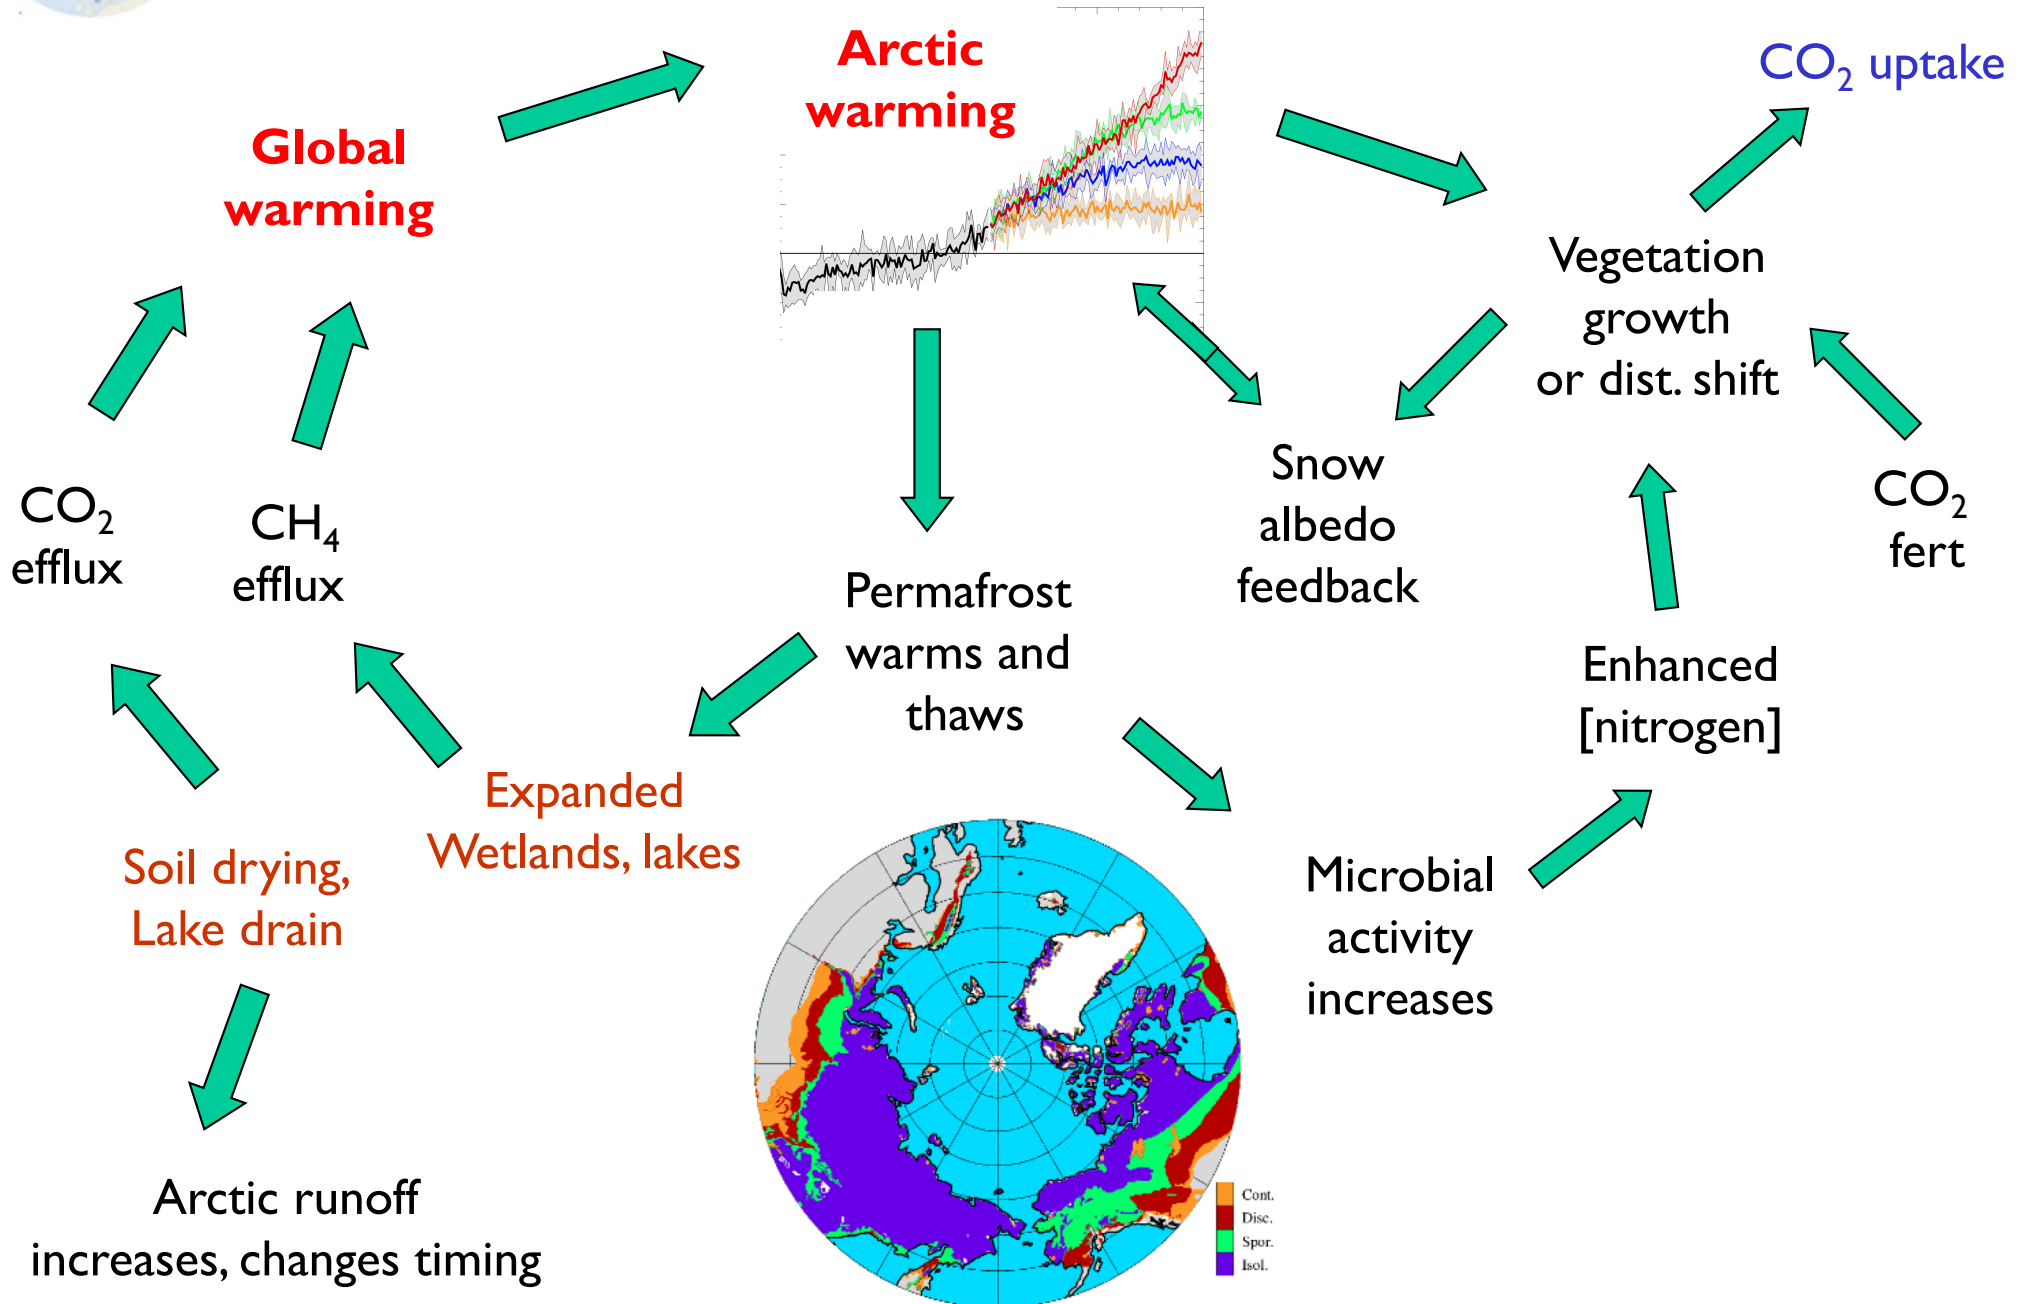 Arctic
warming
CO₂ uptake
Global
warming
Vegetation
growth
or dist. shift
Snow
albedo
feedback
CO₂
efflux
CH₄
efflux
CO₂
fert
Permafrost
warms and
thaws
Enhanced
[nitrogen]
Expanded
Wetlands, lakes
Soil drying,
Lake drain
Microbial
activity
increases
Arctic runoff
increases, changes timing
Cont.
Disc.
Spor.
Isol.